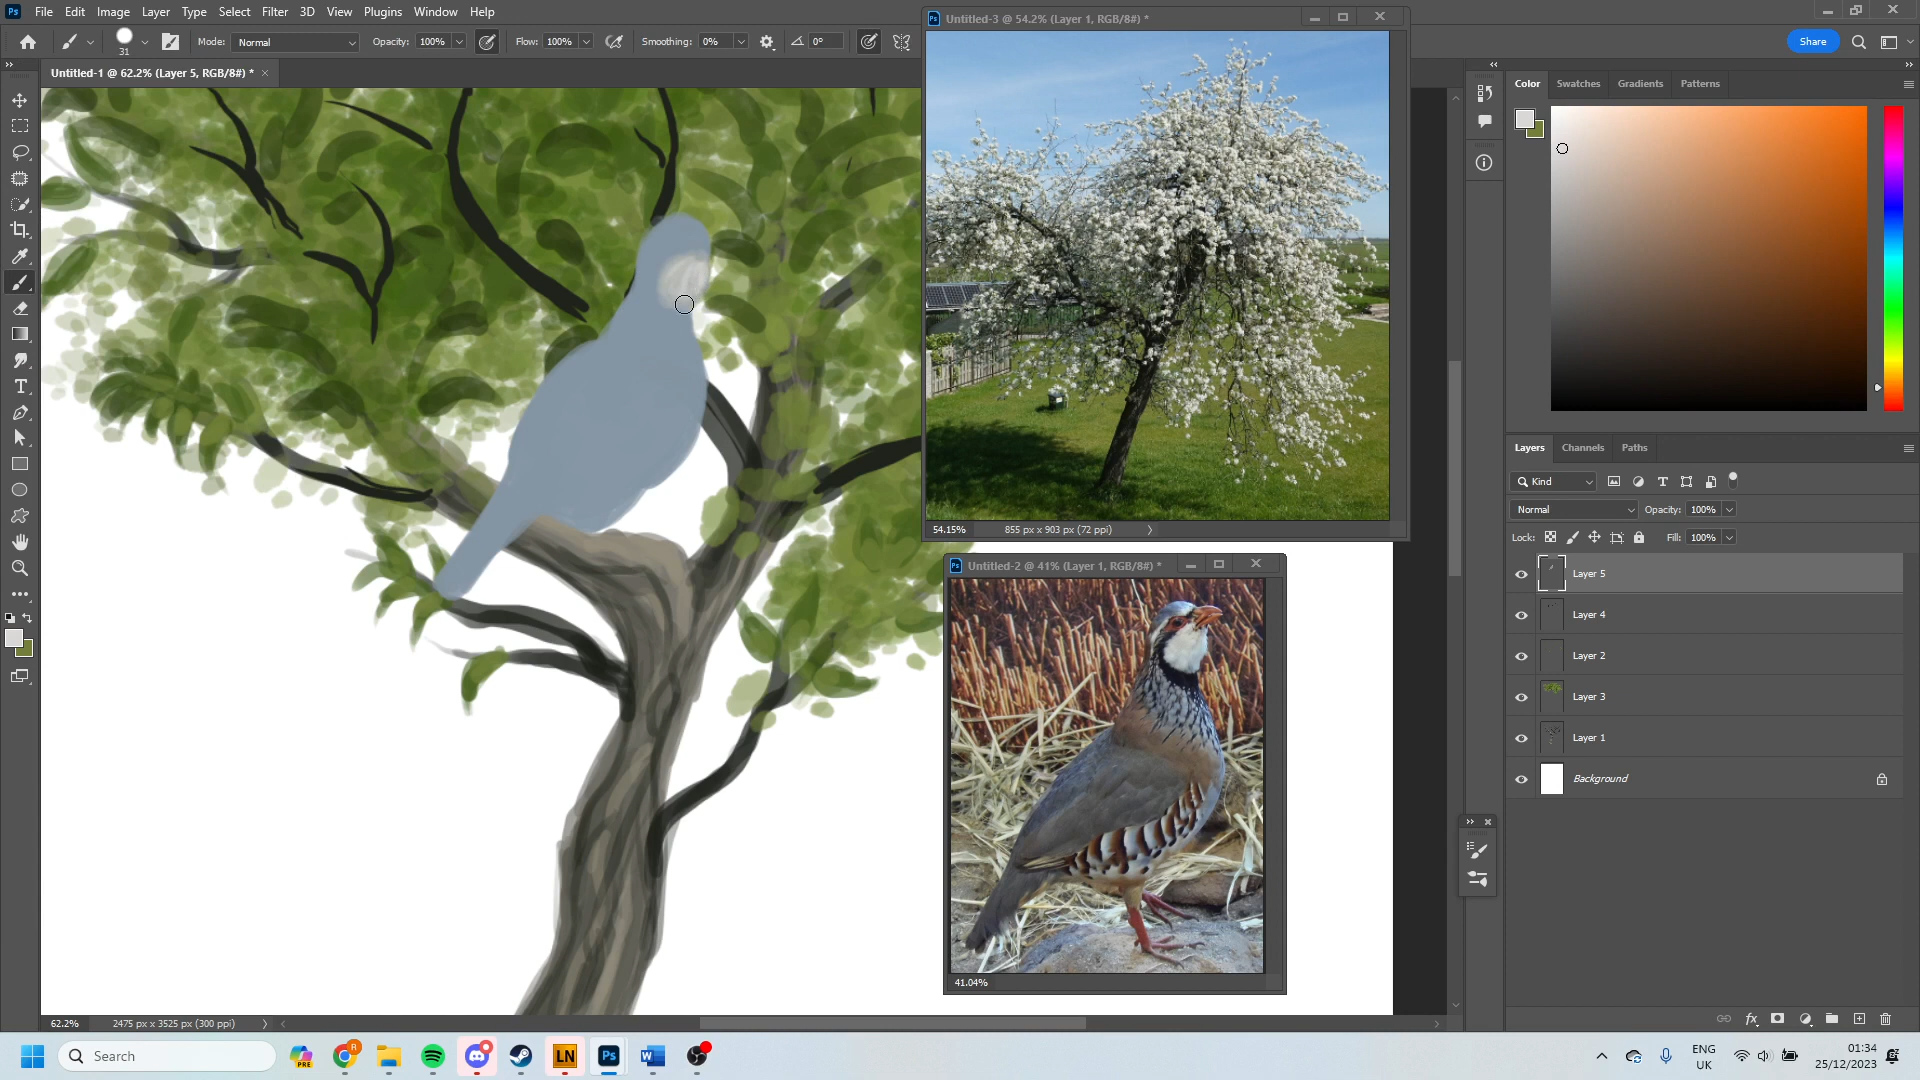 Ps File Edit Image Layer Type Select Filter 3D View Plugins Window Help
31 Mode: Normal Opacity: 100% Flow: 100% Smoothing: 0% 0° Share
Untitled-1 @ 62.2% (Layer 5, RGB/8#) * ×
Untitled-3 @ 54.2% (Layer 1, RGB/8#) *
54.15% 855 px x 903 px (72 ppi)
Untitled-2 @ 41% (Layer 1, RGB/8#) *
41.04%
Color Swatches Gradients Patterns
Layers Channels Paths
Kind
Normal Opacity: 100%
Lock: Fill: 100%
Layer 5
Layer 4
Layer 2
Layer 3
Layer 1
Background
62.2% 2475 px x 3525 px (300 ppi)
Search
PRE
R
LN
Ps
W
ENG
UK
01:34
25/12/2023